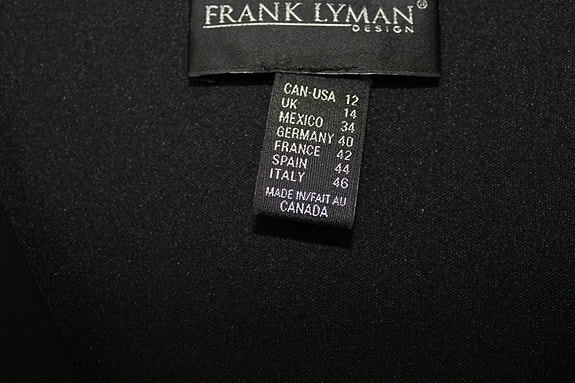 FRANK LYMAN®
DESIGN
CAN-USA 12
UK 14
MEXICO 34
GERMANY 40
FRANCE 42
SPAIN 44
ITALY 46
MADE IN/FAIT AU
CANADA